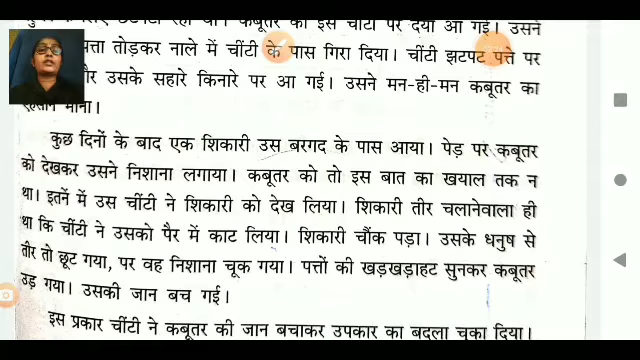 कबूतर को इस चींटी पर दया आ गई। उसने
पत्ता तोड़कर नाले में चींटी के पास गिरा दिया। चींटी झटपट पत्ते पर
उसके सहारे किनारे पर आ गई। उसने मन-ही-मन कबूतर का
माना।
कुछ दिनों के बाद एक शिकारी उस बरगद के पास आया। पेड़ पर कबूतर
को देखकर उसने निशाना लगाया। कबूतर को तो इस बात का खयाल तक न
था। इतनें में उस चींटी ने शिकारी को देख लिया। शिकारी तीर चलानेवाला ही
था कि चींटी ने उसको पैर में काट लिया। शिकारी चौंक पड़ा। उसके धनुष से
तीर तो छूट गया, पर वह निशाना चूक गया। पत्तों की खड़खड़ाहट सुनकर कबूतर
उड़ गया। उसकी जान बच गई।
इस प्रकार चींटी ने कबूतर की जान बचाकर उपकार का बदला चुका दिया।